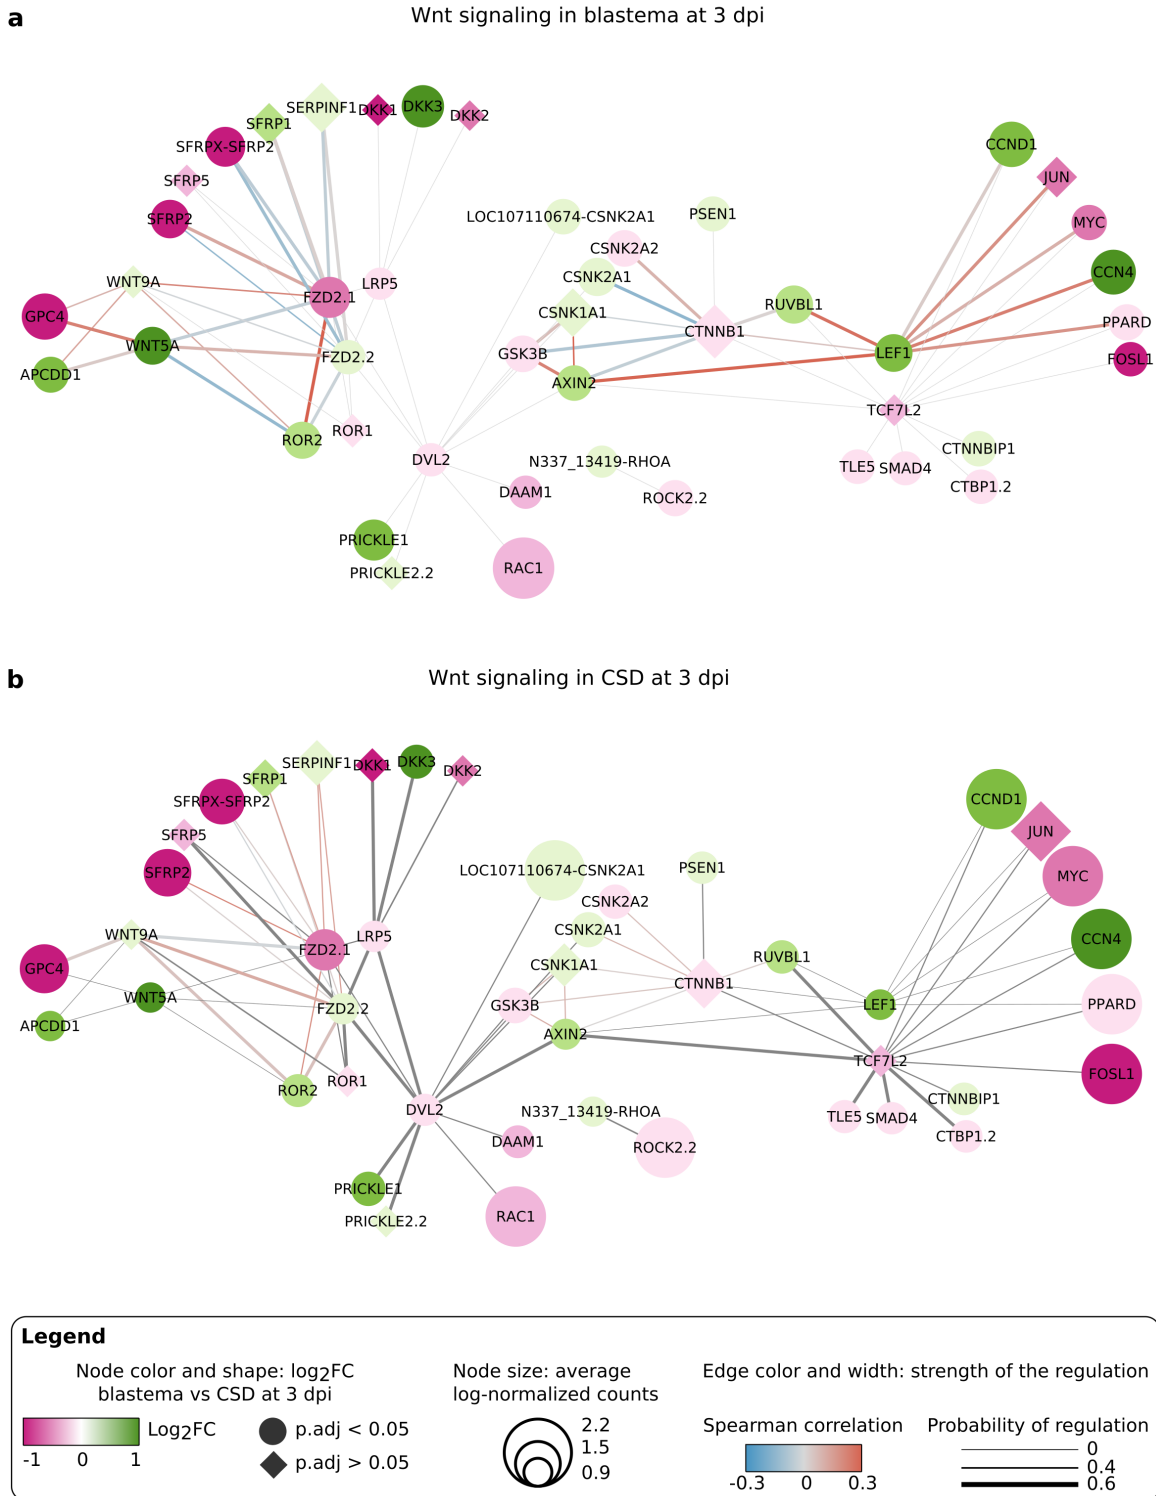 a
Wnt signaling in blastema at 3 dpi
SERPINF1
DKK1
DKK3
DKK2
SFRP1
SFRPX-SFRP2
CCND1
SFRP5
JUN
SFRP2
LOC107110674-CSNK2A1
PSEN1
MYC
CSNK2A2
WNT9A
LRP5
CSNK2A1
CCN4
FZD2.1
RUVBL1
GPC4
CSNK1A1
PPARD
CTNNB1
WNT5A
FZD2.2
GSK3B
LEF1
FOSL1
APCDD1
AXIN2
TCF7L2
ROR2
ROR1
CTNNBIP1
DVL2
N337_13419-RHOA
TLE5
SMAD4
DAAM1
ROCK2.2
CTBP1.2
PRICKLE1
PRICKLE2.2
RAC1
b
Wnt signaling in CSD at 3 dpi
SERPINF1
DKK1
DKK3
DKK2
SFRP1
SFRPX-SFRP2
CCND1
SFRP5
JUN
SFRP2
LOC107110674-CSNK2A1
PSEN1
MYC
CSNK2A2
WNT9A
LRP5
CSNK2A1
CCN4
FZD2.1
RUVBL1
GPC4
CSNK1A1
CTNNB1
WNT5A
FZD2.2
GSK3B
LEF1
PPARD
APCDD1
AXIN2
TCF7L2
FOSL1
ROR2
ROR1
CTNNBIP1
DVL2
N337_13419-RHOA
TLE5
SMAD4
DAAM1
ROCK2.2
CTBP1.2
PRICKLE1
PRICKLE2.2
RAC1
Legend
Node color and shape: log2FC
blastema vs CSD at 3 dpi
Log2FC
-1 0 1
p.adj < 0.05
p.adj > 0.05
Node size: average
log-normalized counts
2.2
1.5
0.9
Edge color and width: strength of the regulation
Spearman correlation
-0.3 0 0.3
Probability of regulation
0
0.4
0.6